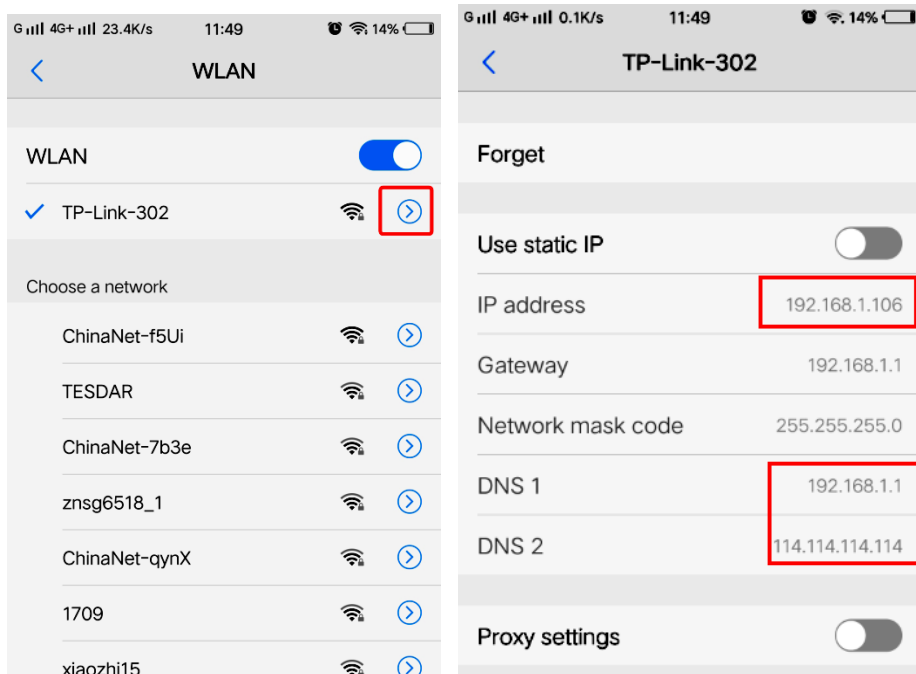 G 4G+ 23.4K/s 11:49 14%
WLAN
WLAN
TP-Link-302
Choose a network
ChinaNet-f5Ui
TESDAR
ChinaNet-7b3e
znsg6518_1
ChinaNet-qynX
1709
xiaozhi15
G 4G+ 0.1K/s 11:49 14%
TP-Link-302
Forget
Use static IP
IP address 192.168.1.106
Gateway 192.168.1.1
Network mask code 255.255.255.0
DNS 1 192.168.1.1
DNS 2 114.114.114.114
Proxy settings